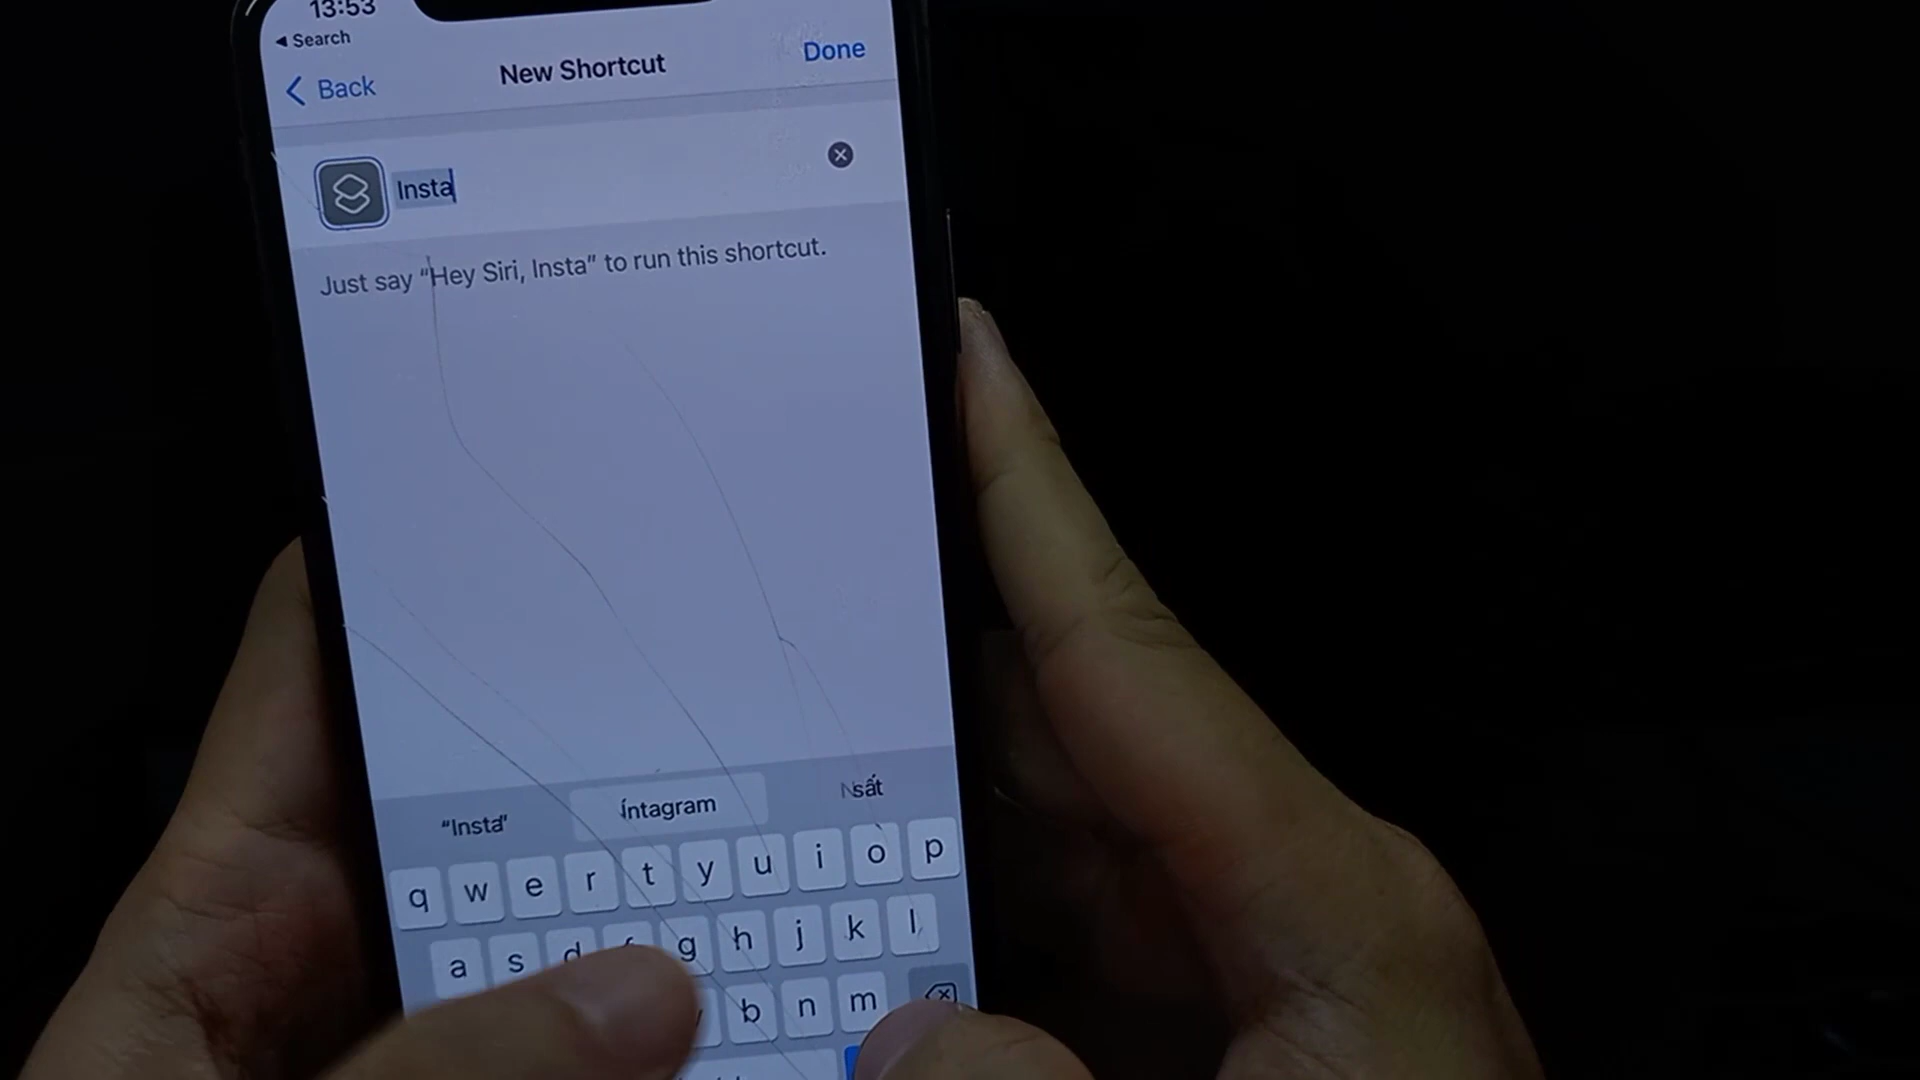 13:53
Search
Back
New Shortcut
Done
Insta
Just say “Hey Siri, Insta” to run this shortcut.
“Insta”
íntagram
sất
q w e r t y u i o p
a s d f g h j k l
b n m